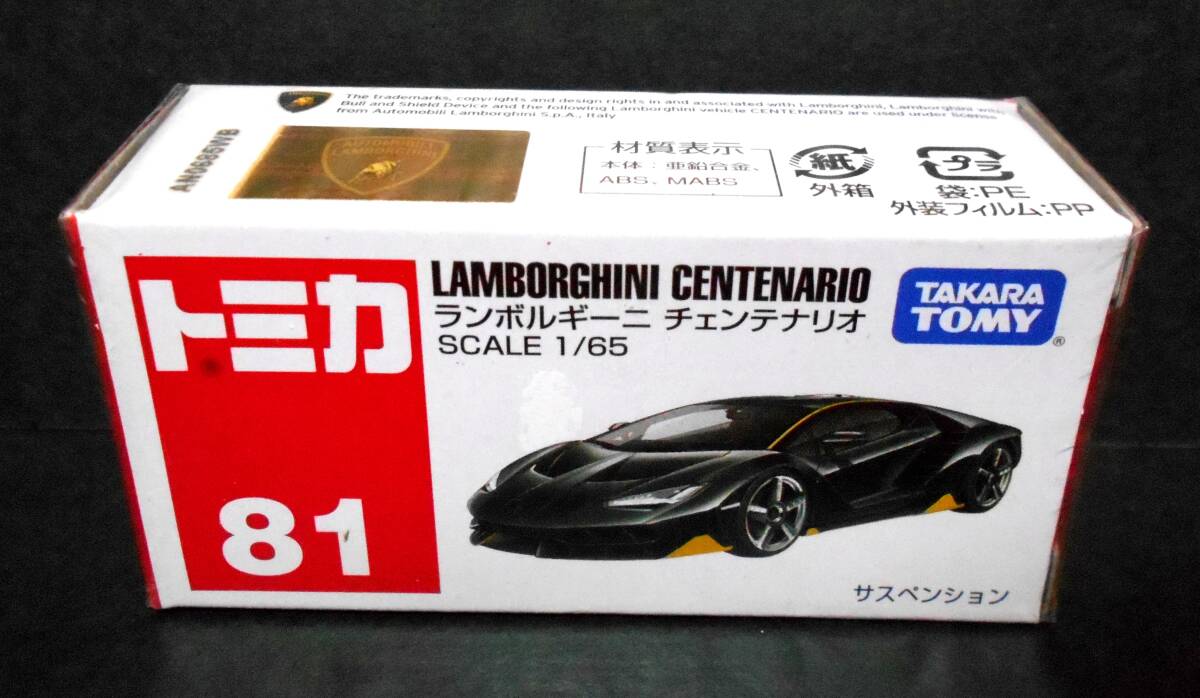 The trademarks, copyrights and design rights in and associated with Lamborghini, Lamborghini with
Bull and Shield Device and the following Lamborghini vehicle CENTENARIO are used under license
from Automobili Lamborghini S.p.A., Italy
AUTOMOBILI
LAMBORGHINI
材質表示
本体：亜鉛合金、
ABS、MABS
紙
外箱
プラ
袋:PE
外装フィルム:PP
トミカ
81
LAMBORGHINI CENTENARIO
ランボルギーニ チェンテナリオ
SCALE 1/65
TAKARA
TOMY
®
サスペンション